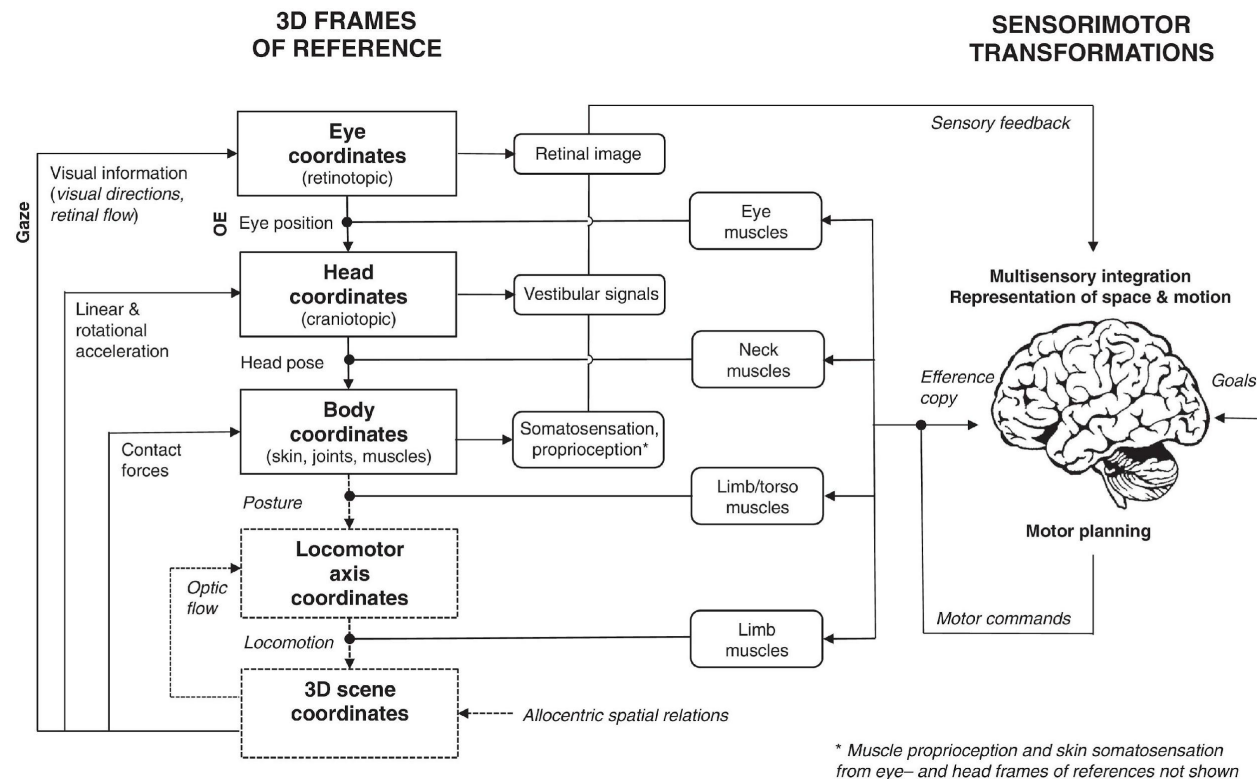 3D FRAMES
OF REFERENCE
SENSORIMOTOR
TRANSFORMATIONS
Eye
coordinates
(retinotopic)
Retinal image
Sensory feedback
Visual information
(visual directions,
retinal flow)
Gaze
OE
Eye position
Eye
muscles
Head
coordinates
(craniotopic)
Vestibular signals
Multisensory integration
Representation of space & motion
Linear &
rotational
acceleration
Head pose
Neck
muscles
Efference
copy
Goals
Body
coordinates
(skin, joints, muscles)
Somatosensation,
proprioception*
Contact
forces
Posture
Limb/torso
muscles
Motor planning
Locomotor
axis
coordinates
Optic
flow
Locomotion
Limb
muscles
Motor commands
3D scene
coordinates
Allocentric spatial relations
* Muscle proprioception and skin somatosensation
from eye– and head frames of references not shown